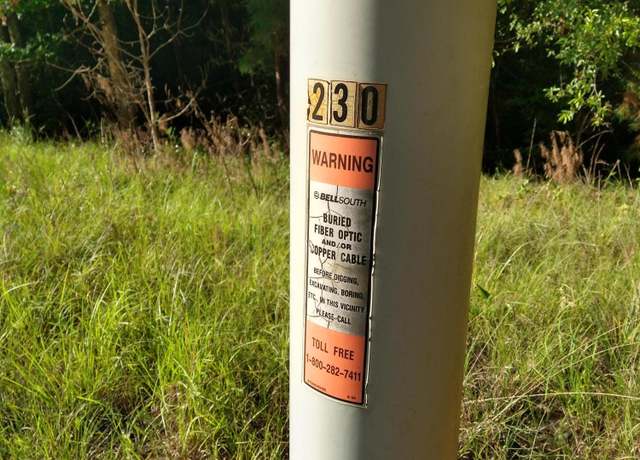 230
WARNING
BELLSOUTH
BURIED
FIBER OPTIC
AND/OR
COPPER CABLE
BEFORE DIGGING,
EXCAVATING, BORING,
ETC. IN THIS VICINITY
PLEASE CALL
TOLL FREE
1-800-282-7411